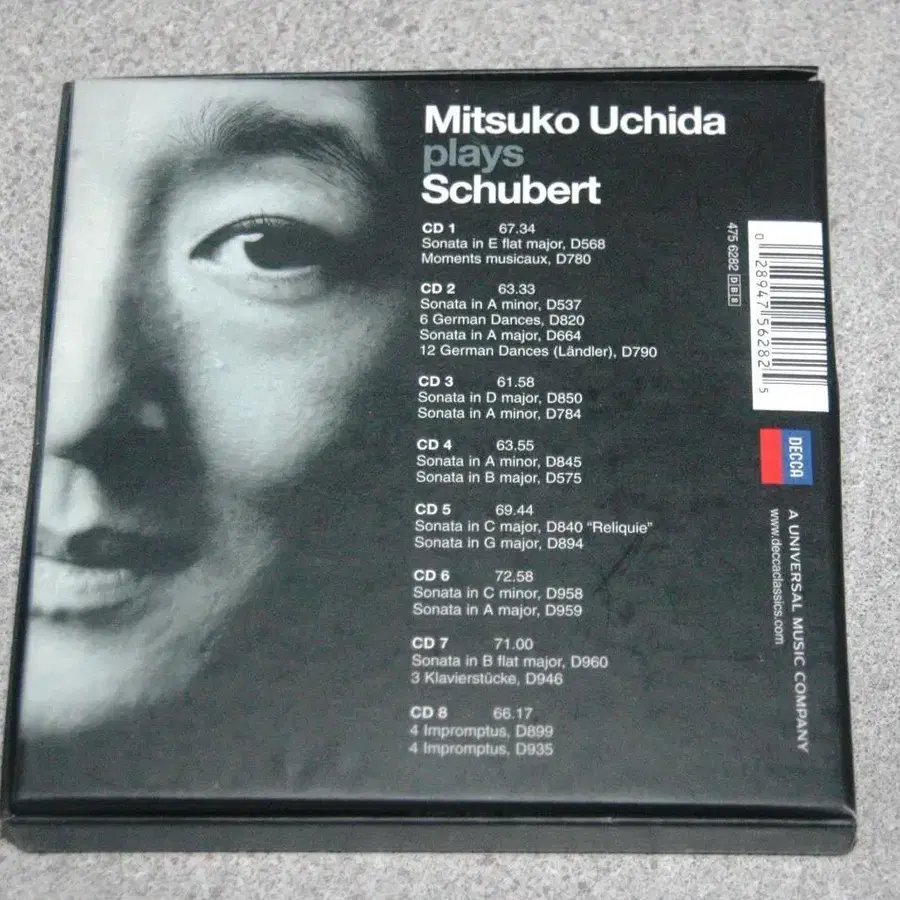 Mitsuko Uchida
plays
Schubert
CD 1 67.34
Sonata in E flat major, D568
Moments musicaux, D780
CD 2 63.33
Sonata in A minor, D537
6 German Dances, D820
Sonata in A major, D664
12 German Dances (Ländler), D790
CD 3 61.58
Sonata in D major, D850
Sonata in A minor, D784
CD 4 63.55
Sonata in A minor, D845
Sonata in B major, D575
CD 5 69.44
Sonata in C major, D840 "Reliquie"
Sonata in G major, D894
CD 6 72.58
Sonata in C minor, D958
Sonata in A major, D959
CD 7 71.00
Sonata in B flat major, D960
3 Klavierstücke, D946
CD 8 66.17
4 Impromptus, D899
4 Impromptus, D935
475 6282 DB 8
0 28947 56282 5
DECCA
A UNIVERSAL MUSIC COMPANY
www.deccaclassics.com